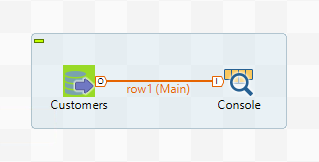 O
I
Customers
row1 (Main)
Console